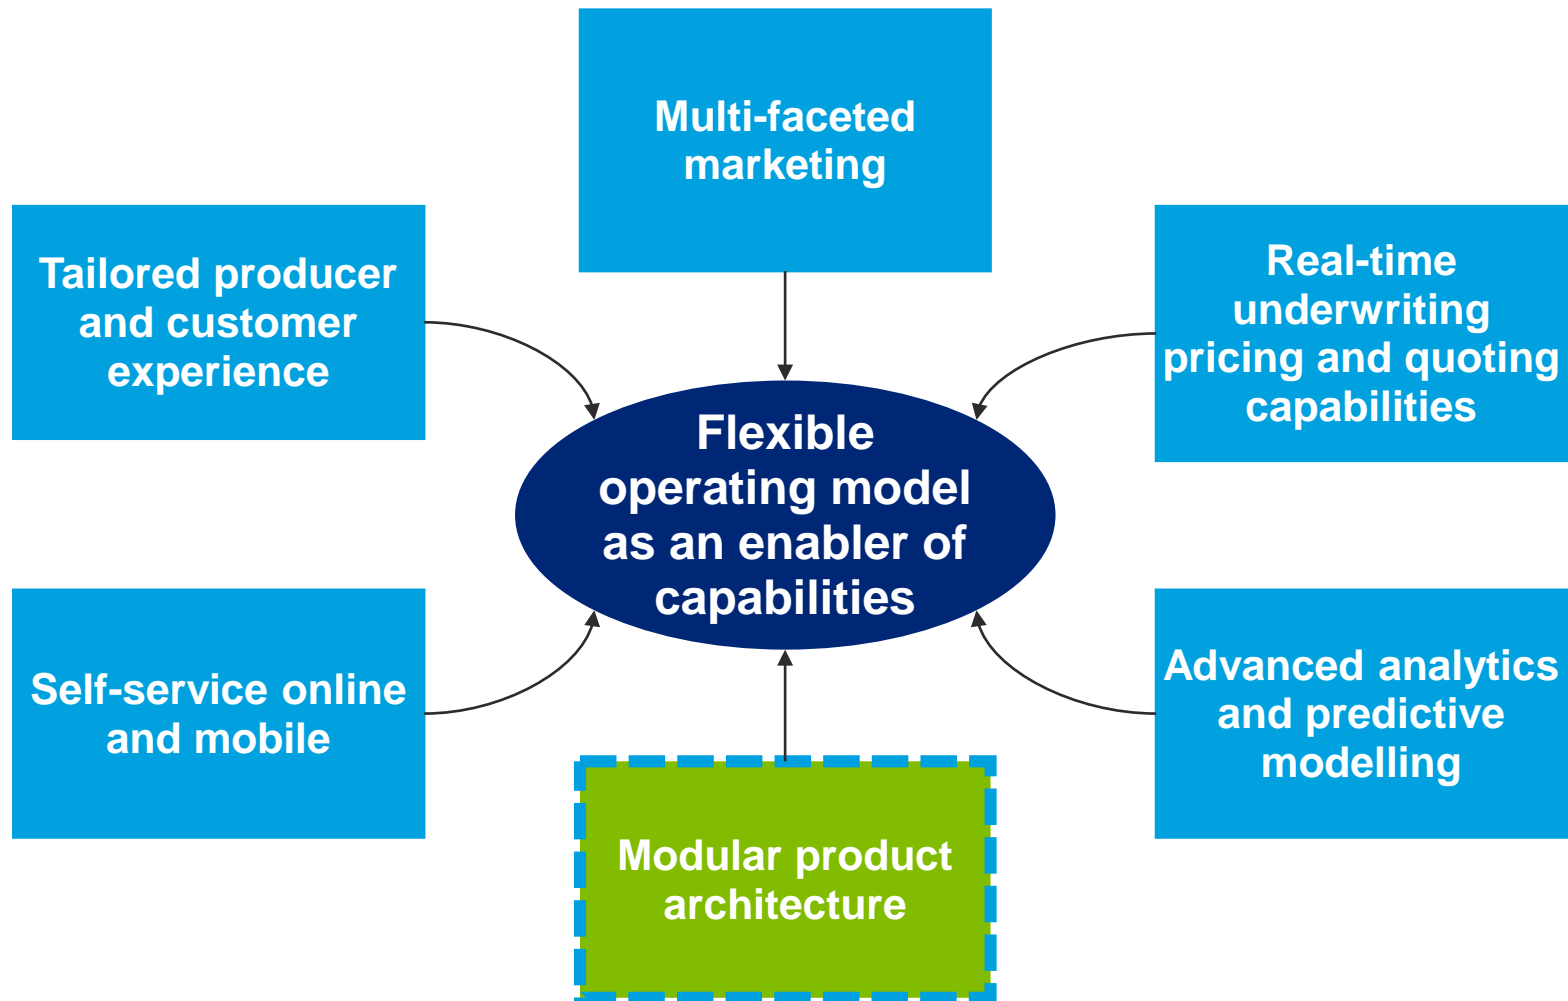 Multi-faceted
marketing
Tailored producer
and customer
experience
Real-time
underwriting
pricing and quoting
capabilities
Flexible
operating model
as an enabler of
capabilities
Self-service online
and mobile
Advanced analytics
and predictive
modelling
Modular product
architecture